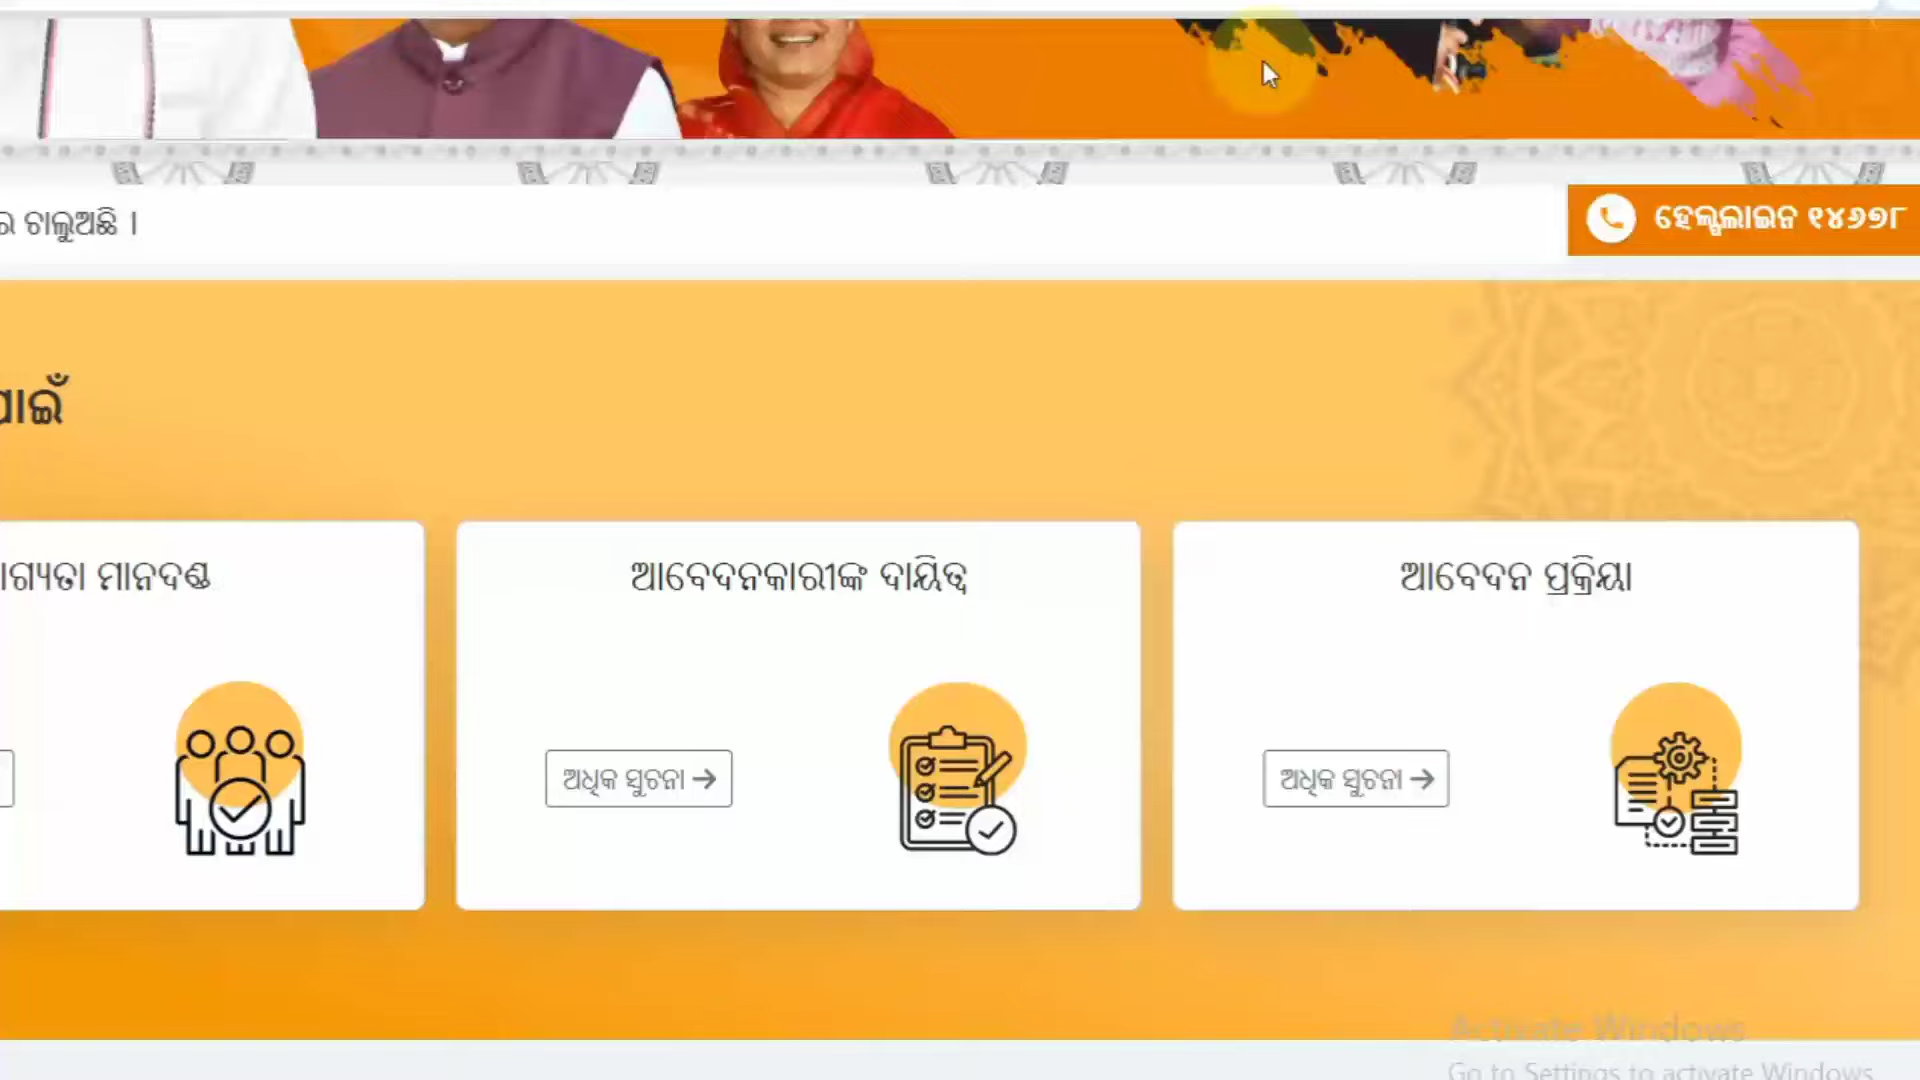 ଚାଲୁଅଛି ।
ହେଲ୍ପଲାଇନ ୧୪୬୭୮
ମାନଦଣ୍ଡ
ଆବେଦନକାରୀଙ୍କ ଦାୟିତ୍ୱ
ଆବେଦନ ପ୍ରକ୍ରିୟା
ଅଧିକ ସୁଚନା
ଅଧିକ ସୁଚନା
Activate Windows
Go to Settings to activate Windows